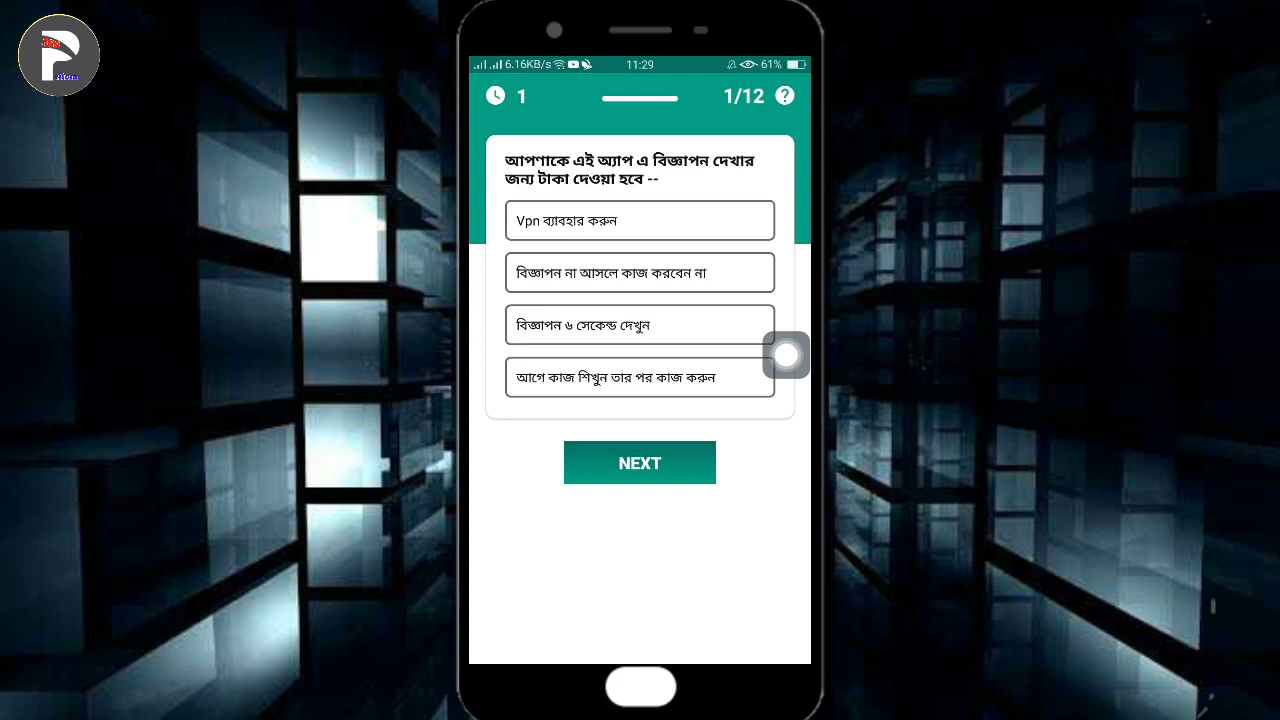 6.16KB/s 11:29 61%
1 1/12 ?
আপণাকে এই অ্যাপ এ বিজ্ঞাপন দেখার
জন্য টাকা দেওয়া হবে --
Vpn ব্যাবহার করুন
বিজ্ঞাপন না আসলে কাজ করবেন না
বিজ্ঞাপন ৬ সেকেন্ড দেখুন
আগে কাজ শিখুন তার পর কাজ করুন
NEXT